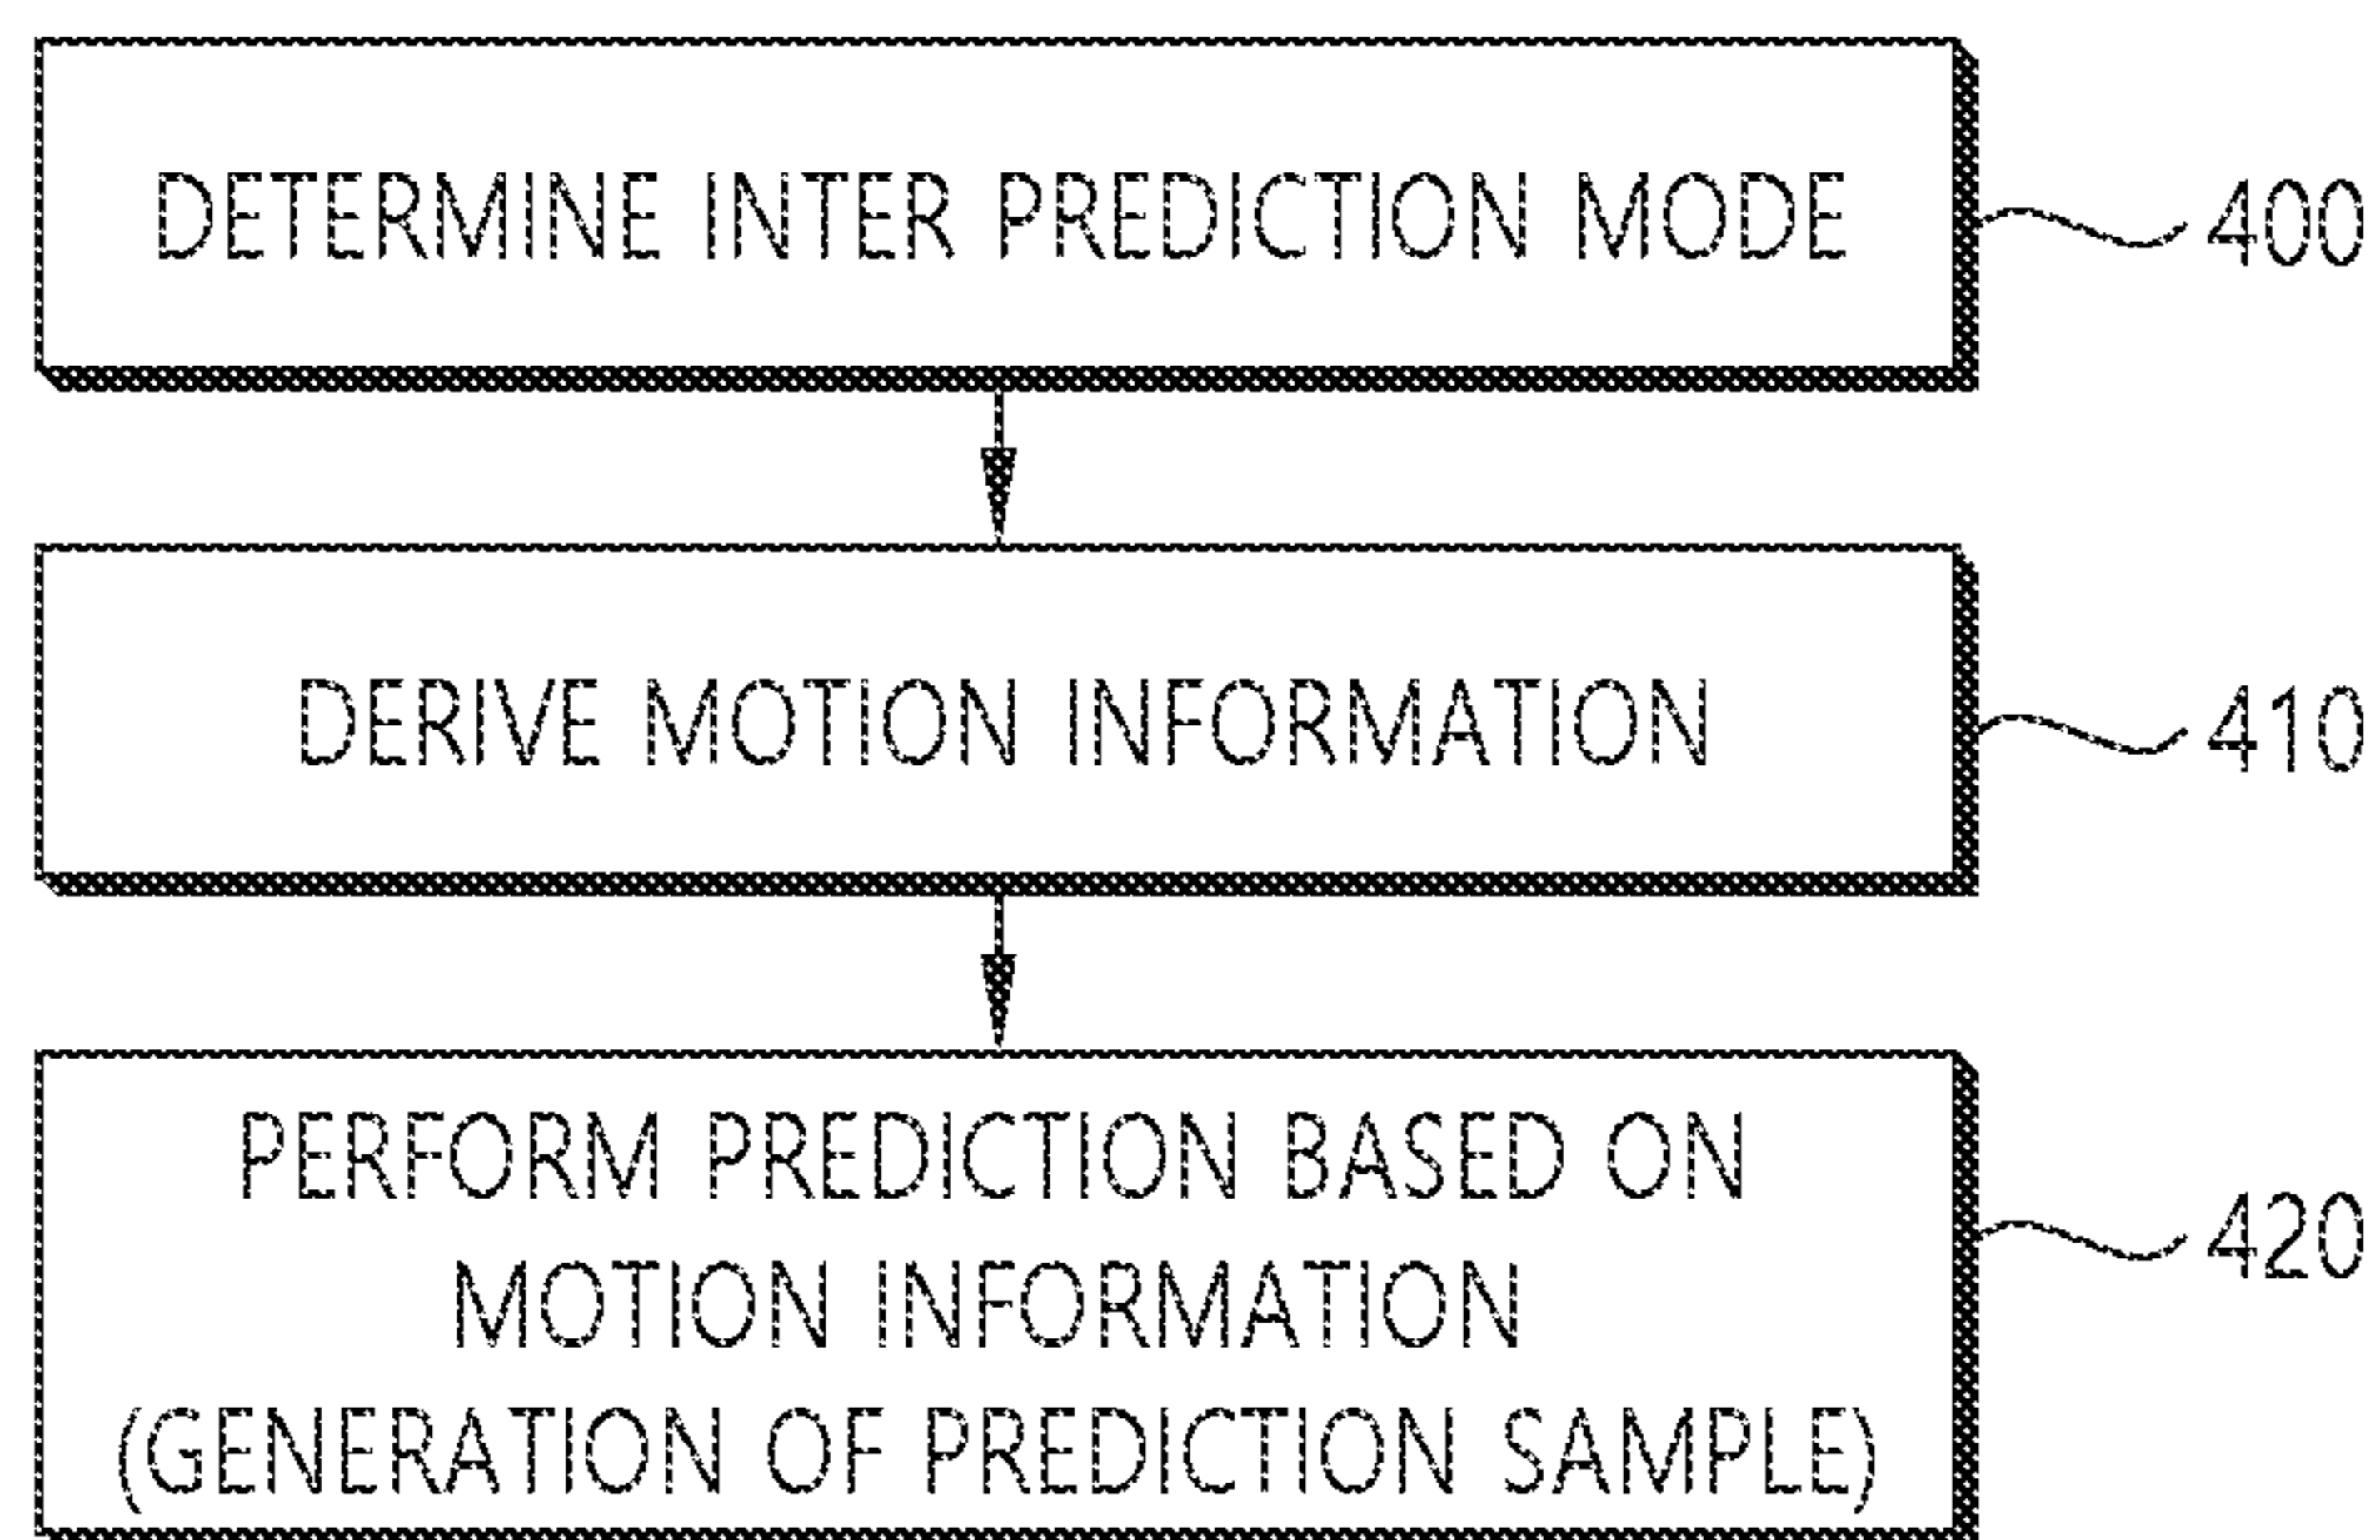 DETERMINE INTER PREDICTION MODE
400
DERIVE MOTION INFORMATION
410
PERFORM PREDICTION BASED ON
MOTION INFORMATION
(GENERATION OF PREDICTION SAMPLE)
420